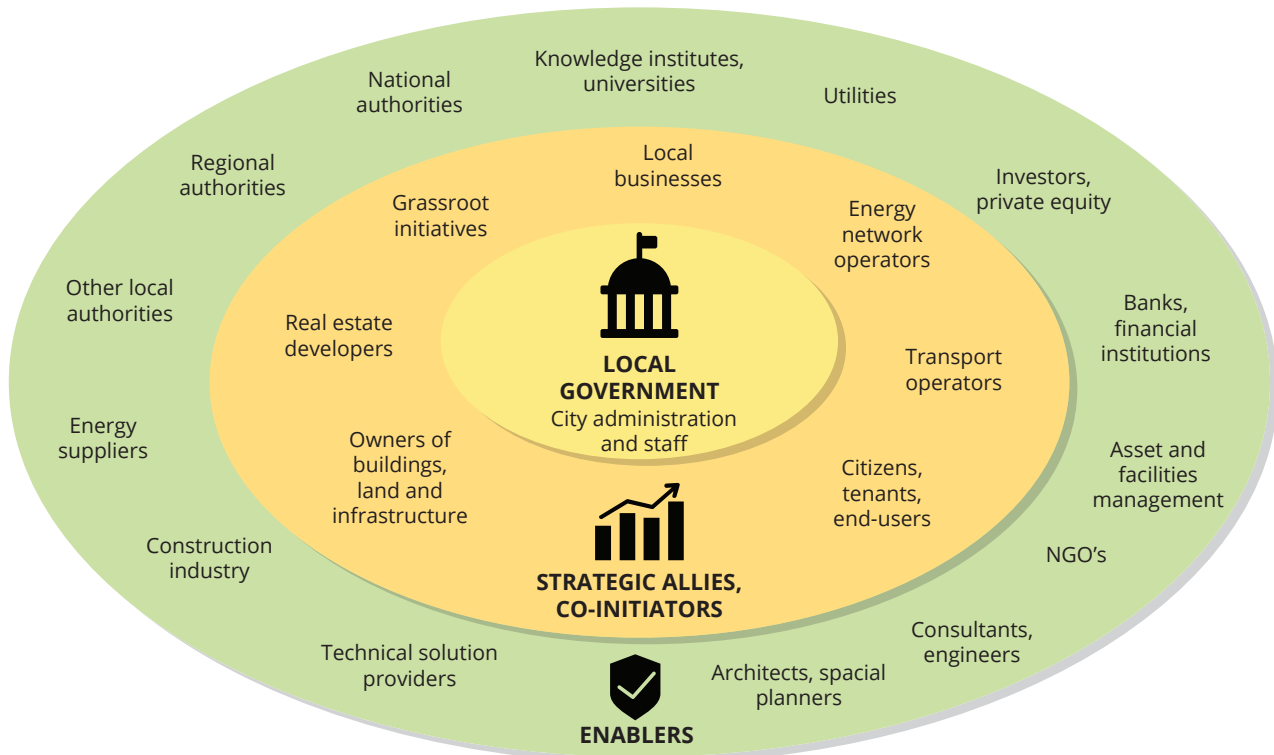 Knowledge institutes,
universities
National
authorities
Utilities
Regional
authorities
Investors,
private equity
Other local
authorities
Banks,
financial
institutions
Energy
suppliers
Asset and
facilities
management
Construction
industry
NGO's
Technical solution
providers
Consultants,
engineers
Architects, spacial
planners
ENABLERS
Local
businesses
Grassroot
initiatives
Energy
network
operators
Real estate
developers
Transport
operators
Owners of
buildings,
land and
infrastructure
Citizens,
tenants,
end-users
STRATEGIC ALLIES,
CO-INITIATORS
LOCAL
GOVERNMENT
City administration
and staff